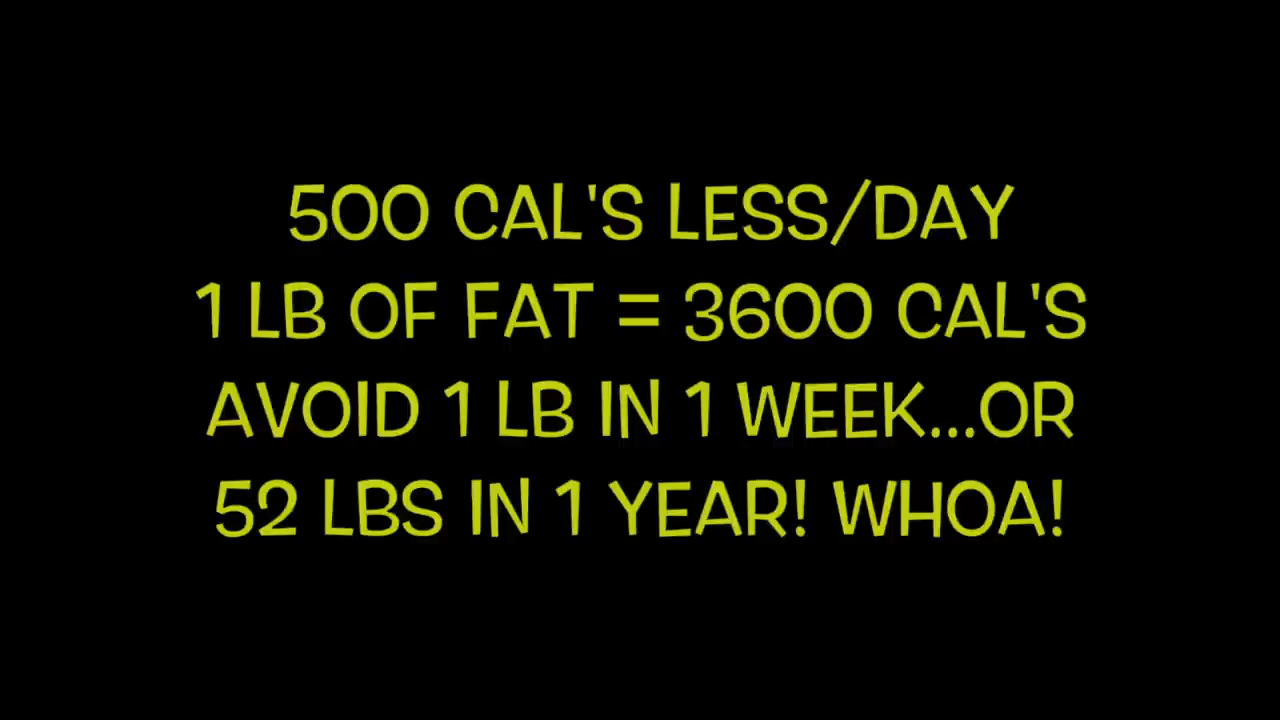 500 CAL'S LESS/DAY
1 LB OF FAT = 3600 CAL'S
AVOID 1 LB IN 1 WEEK...OR
52 LBS IN 1 YEAR! WHOA!